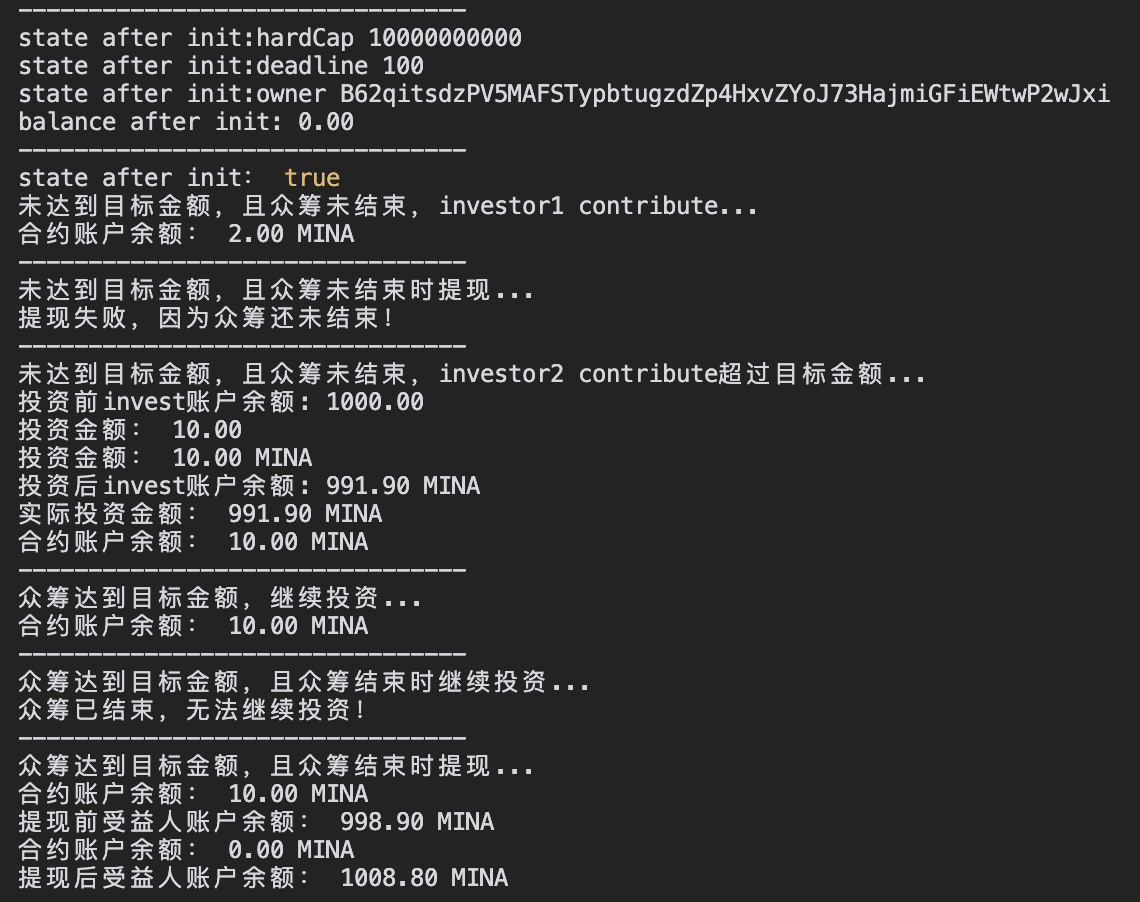 --------------------------------
state after init:hardCap 10000000000
state after init:deadline 100
state after init:owner B62qitsdzPV5MAFSTypbtugzdZp4HxvZYoJ73HajmiGFiEWtwP2wJxi
balance after init: 0.00
--------------------------------
state after init： true
未达到目标金额，且众筹未结束，investor1 contribute...
合约账户余额： 2.00 MINA
--------------------------------
未达到目标金额，且众筹未结束时提现...
提现失败，因为众筹还未结束！
--------------------------------
未达到目标金额，且众筹未结束，investor2 contribute超过目标金额...
投资前invest账户余额: 1000.00
投资金额： 10.00
投资金额： 10.00 MINA
投资后invest账户余额: 991.90 MINA
实际投资金额： 991.90 MINA
合约账户余额： 10.00 MINA
--------------------------------
众筹达到目标金额，继续投资...
合约账户余额： 10.00 MINA
--------------------------------
众筹达到目标金额，且众筹结束时继续投资...
众筹已结束，无法继续投资！
--------------------------------
众筹达到目标金额，且众筹结束时提现...
合约账户余额： 10.00 MINA
提现前受益人账户余额： 998.90 MINA
合约账户余额： 0.00 MINA
提现后受益人账户余额： 1008.80 MINA